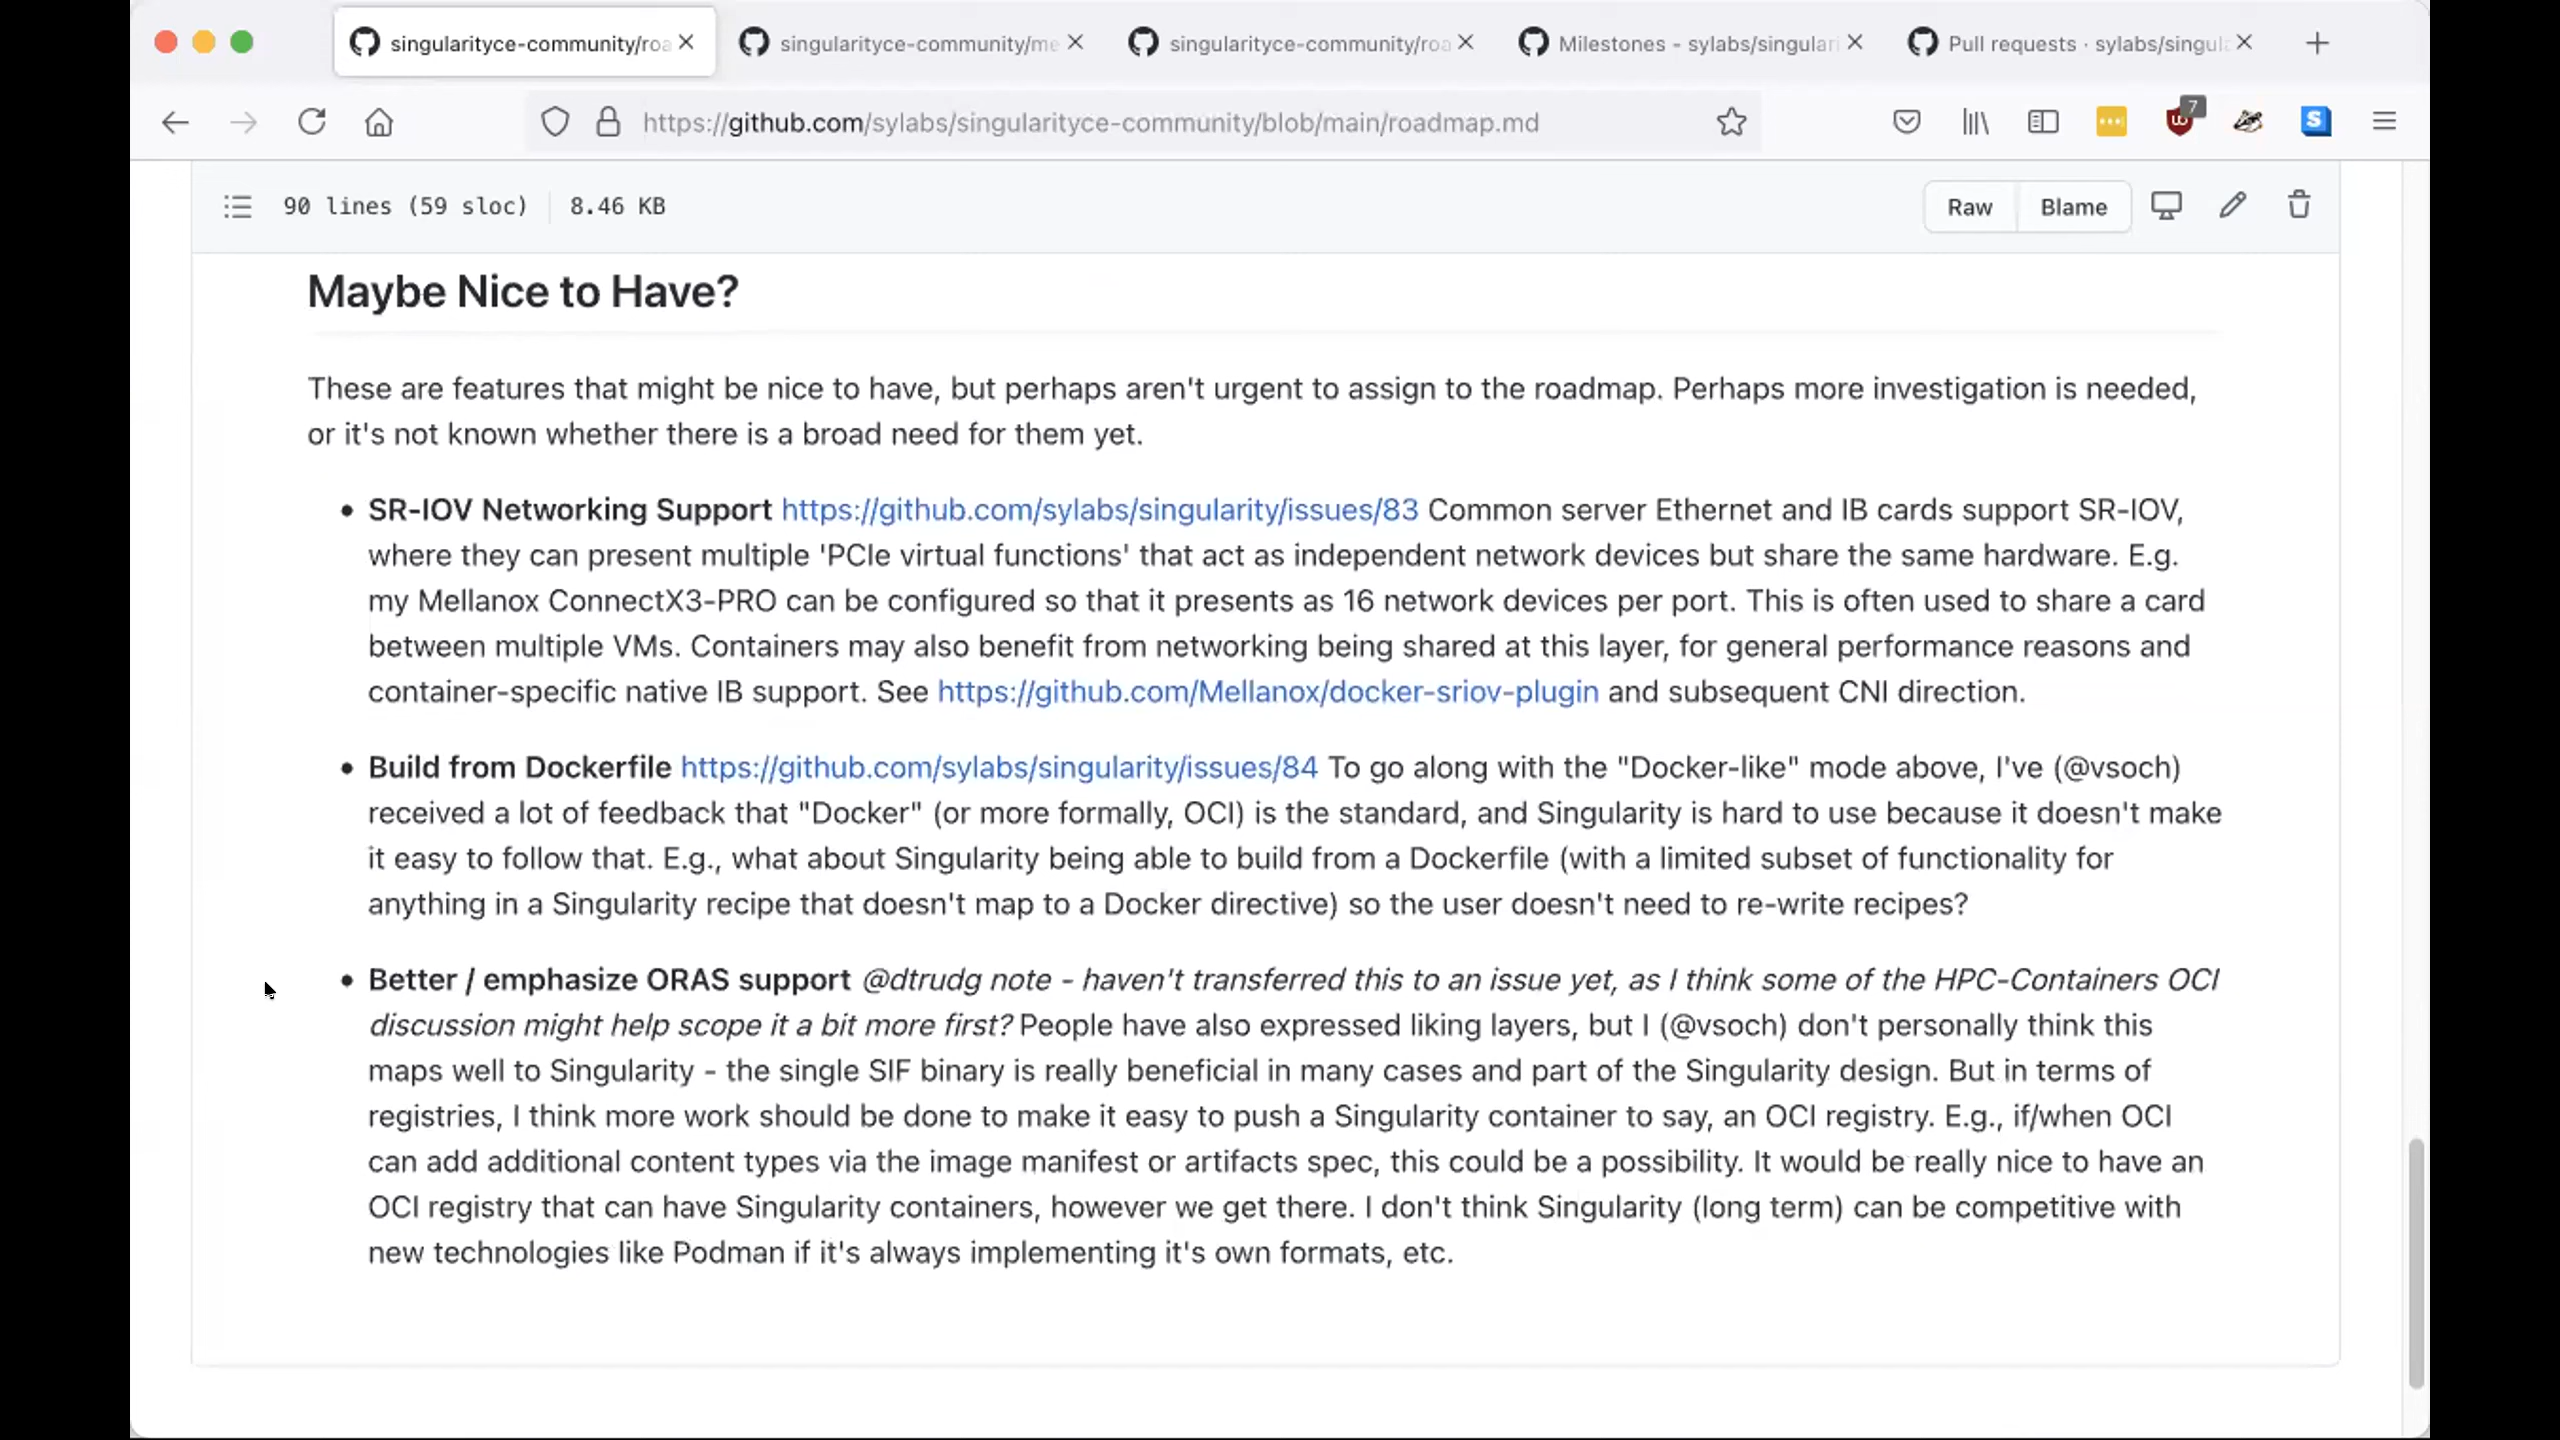 singularityce-community/roa
singularityce-community/me
singularityce-community/roa
Milestones - sylabs/singulari
Pull requests · sylabs/singula
https://github.com/sylabs/singularityce-community/blob/main/roadmap.md
7
S
90 lines (59 sloc)
8.46 KB
Raw
Blame
Maybe Nice to Have?
These are features that might be nice to have, but perhaps aren't urgent to assign to the roadmap. Perhaps more investigation is needed,
or it's not known whether there is a broad need for them yet.
• SR-IOV Networking Support https://github.com/sylabs/singularity/issues/83 Common server Ethernet and IB cards support SR-IOV,
where they can present multiple 'PCIe virtual functions' that act as independent network devices but share the same hardware. E.g.
my Mellanox ConnectX3-PRO can be configured so that it presents as 16 network devices per port. This is often used to share a card
between multiple VMs. Containers may also benefit from networking being shared at this layer, for general performance reasons and
container-specific native IB support. See https://github.com/Mellanox/docker-sriov-plugin and subsequent CNI direction.
• Build from Dockerfile https://github.com/sylabs/singularity/issues/84 To go along with the "Docker-like" mode above, I've (@vsoch)
received a lot of feedback that "Docker" (or more formally, OCI) is the standard, and Singularity is hard to use because it doesn't make
it easy to follow that. E.g., what about Singularity being able to build from a Dockerfile (with a limited subset of functionality for
anything in a Singularity recipe that doesn't map to a Docker directive) so the user doesn't need to re-write recipes?
• Better / emphasize ORAS support @dtrudg note - haven't transferred this to an issue yet, as I think some of the HPC-Containers OCI
discussion might help scope it a bit more first? People have also expressed liking layers, but I (@vsoch) don't personally think this
maps well to Singularity - the single SIF binary is really beneficial in many cases and part of the Singularity design. But in terms of
registries, I think more work should be done to make it easy to push a Singularity container to say, an OCI registry. E.g., if/when OCI
can add additional content types via the image manifest or artifacts spec, this could be a possibility. It would be really nice to have an
OCI registry that can have Singularity containers, however we get there. I don't think Singularity (long term) can be competitive with
new technologies like Podman if it's always implementing it's own formats, etc.